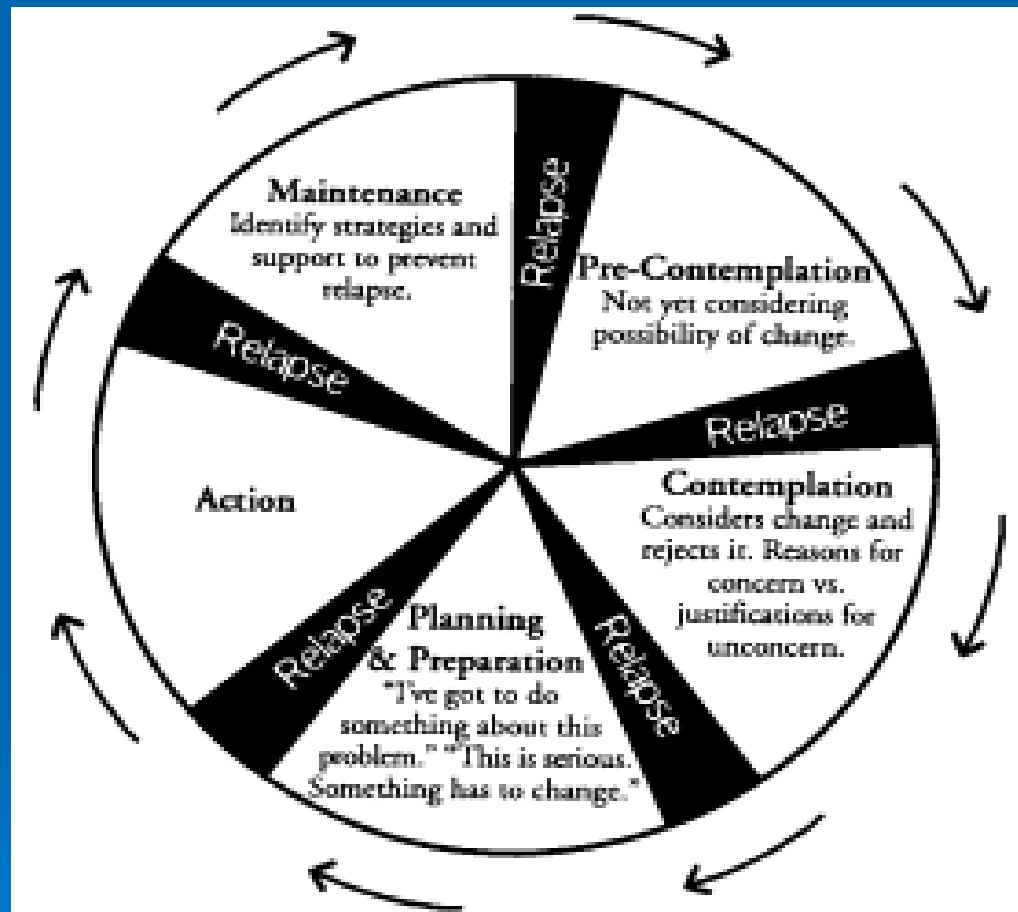 Relapse
Pre-Contemplation
Not yet considering
possibility of change.
Relapse
Contemplation
Considers change and
rejects it. Reasons for
concern vs.
justifications for
unconcern.
Relapse
Planning
& Preparation
"I've got to do
something about this
problem." "This is serious.
Something has to change."
Relapse
Action
Relapse
Maintenance
Identify strategies and
support to prevent
relapse.